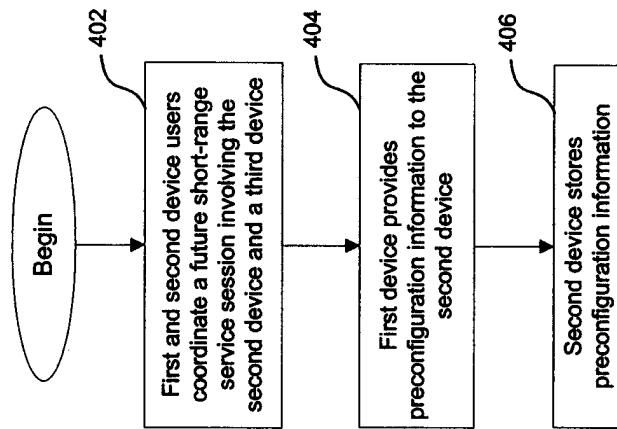 Begin
402
First and second device users
coordinate a future short-range
service session involving the
second device and a third device
404
First device provides
preconfiguration information to the
second device
406
Second device stores
preconfiguration information